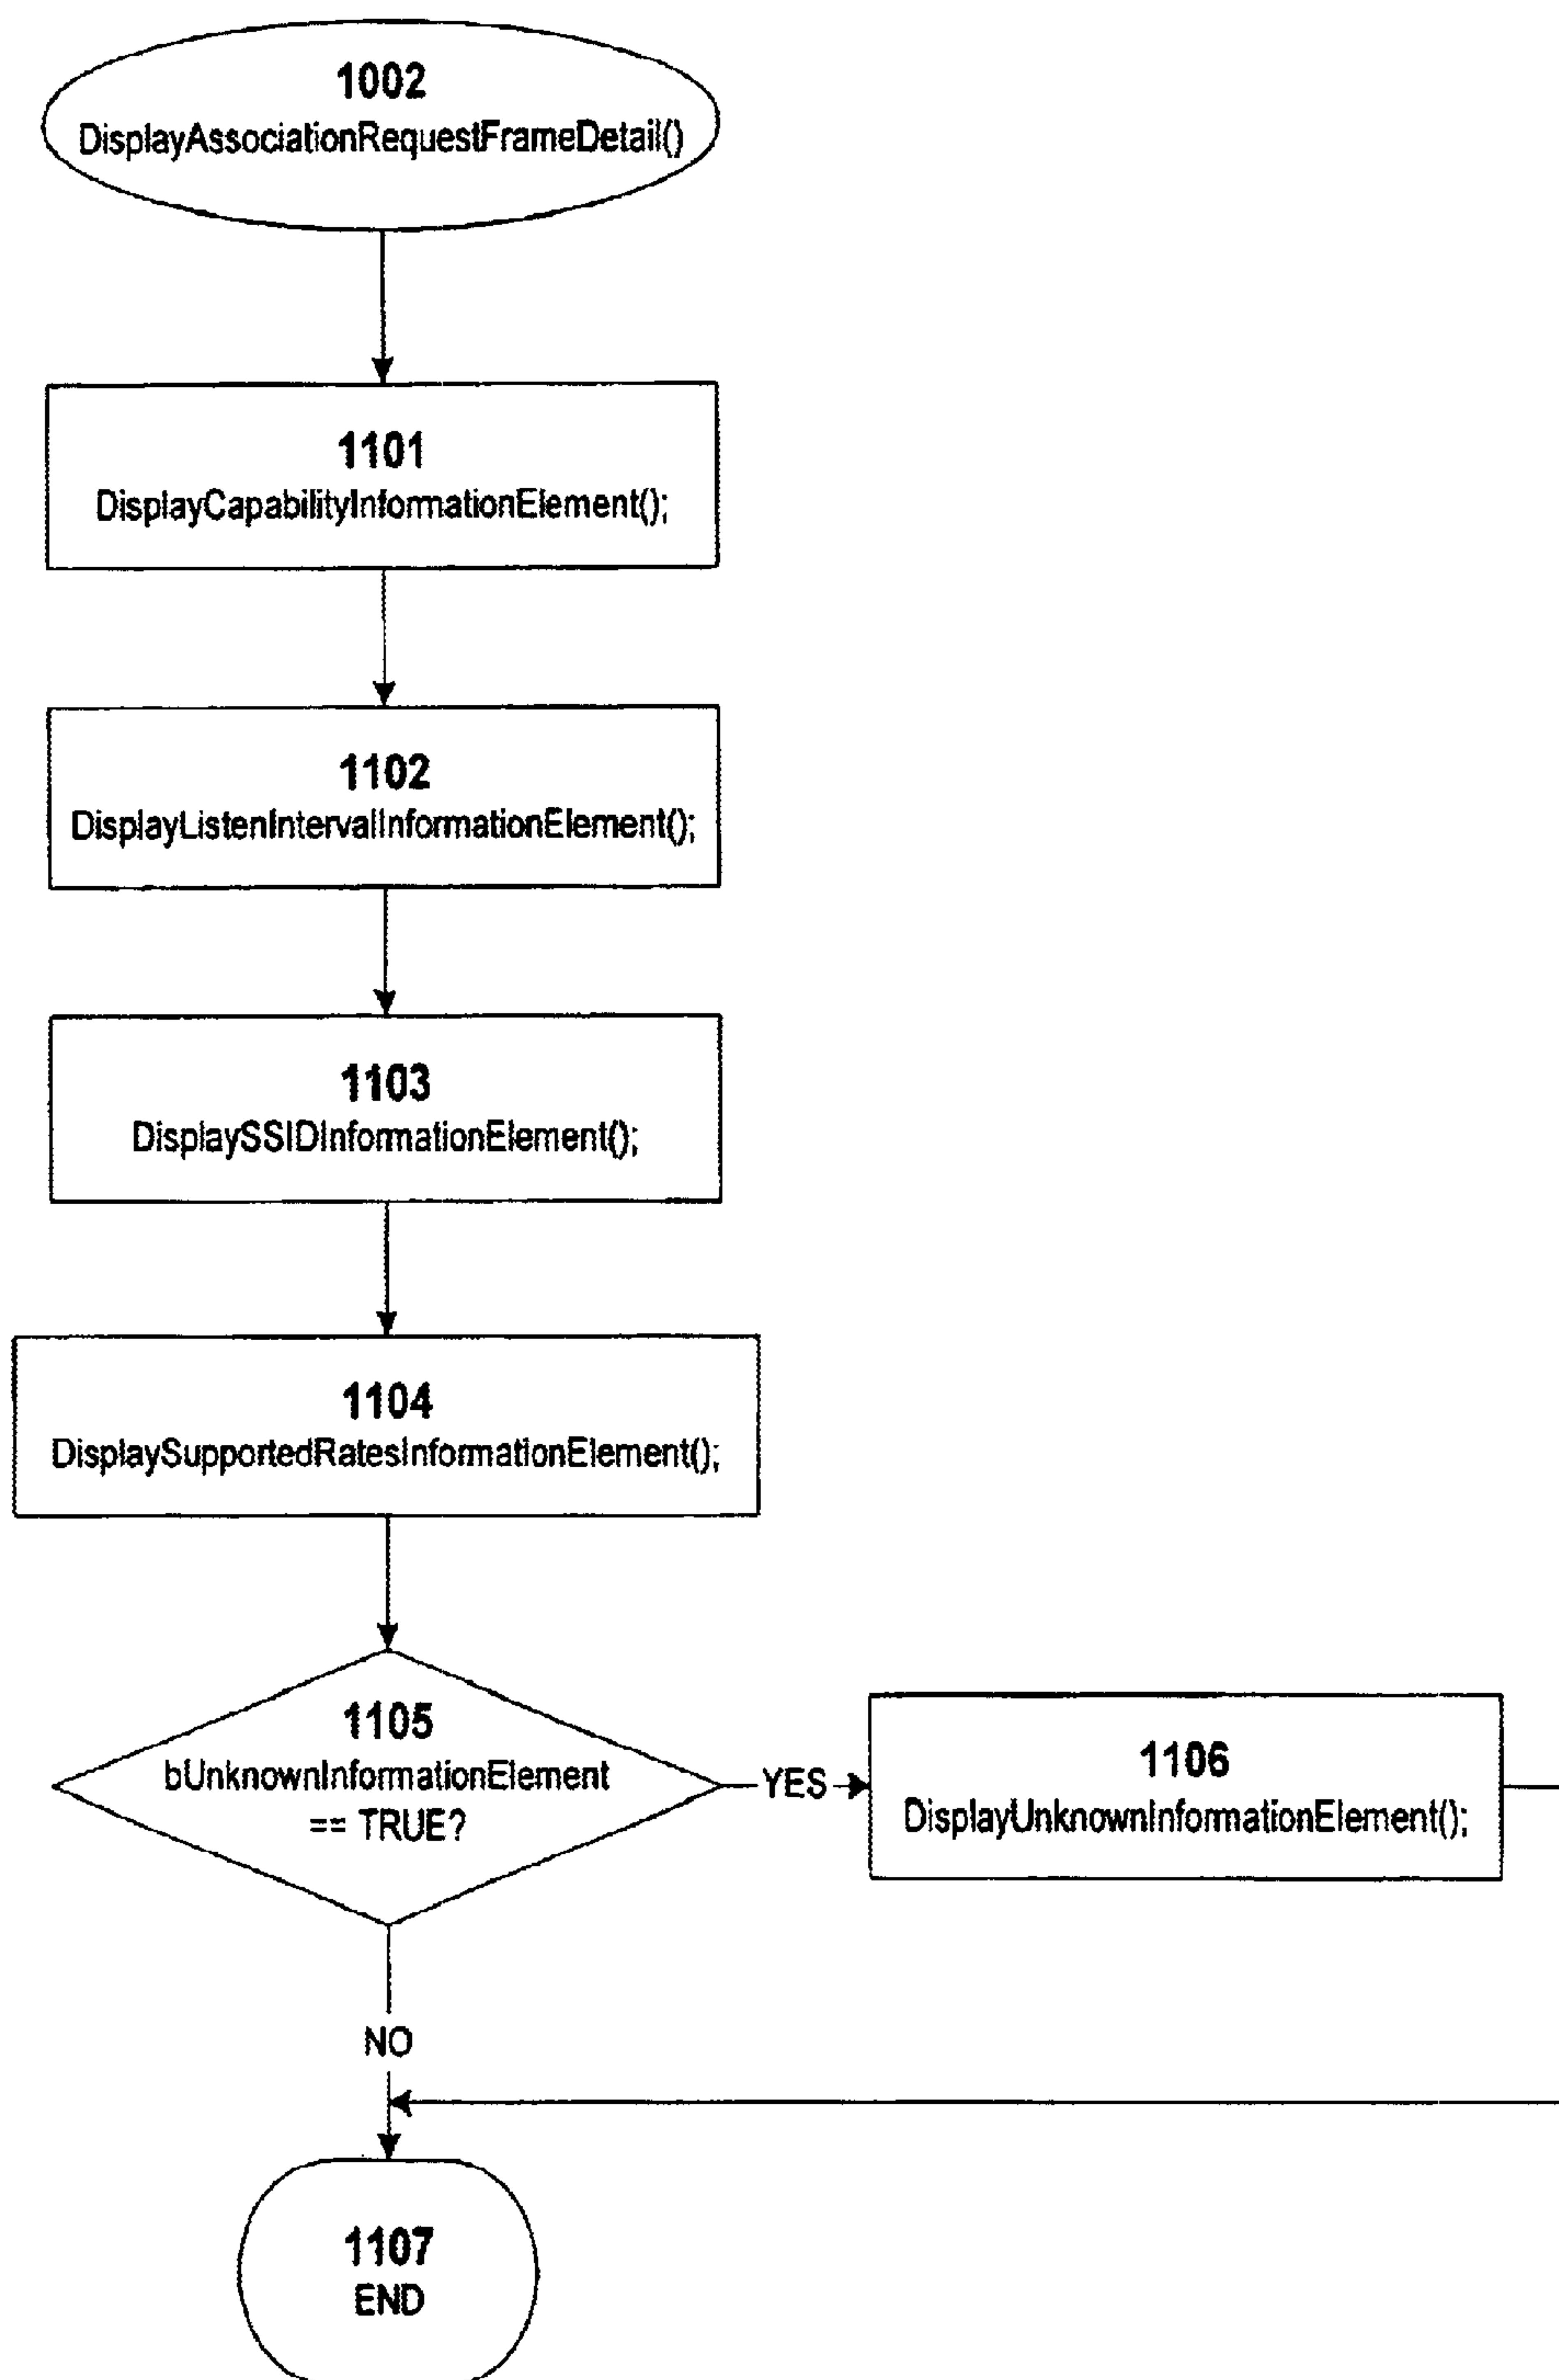 1002
DisplayAssociationRequestFrameDetail()
1101
DisplayCapabilityInformationElement();
1102
DisplayListenIntervalInformationElement();
1103
DisplaySSIDInformationElement();
1104
DisplaySupportedRatesInformationElement();
1105
bUnknownInformationElement
== TRUE?
YES
1106
DisplayUnknownInformationElement();
NO
1107
END